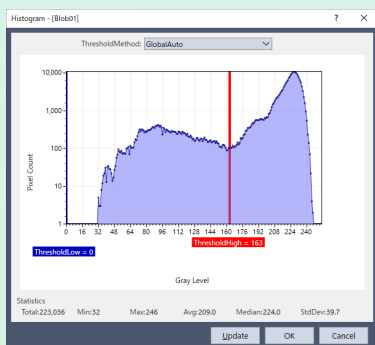 Histogram - [Blob01] ? ×
ThresholdMethod: GlobalAuto
10,000
1,000
100
10
1
Pixel Count
0 16 32 48 64 80 96 112 128 144 160 176 192 208 224 240
ThresholdHigh = 163
ThresholdLow = 0
Gray Level
Statistics
Total:223,036 Min:32 Max:246 Avg:209.0 Median:224.0 StdDev:39.7
Update OK Cancel